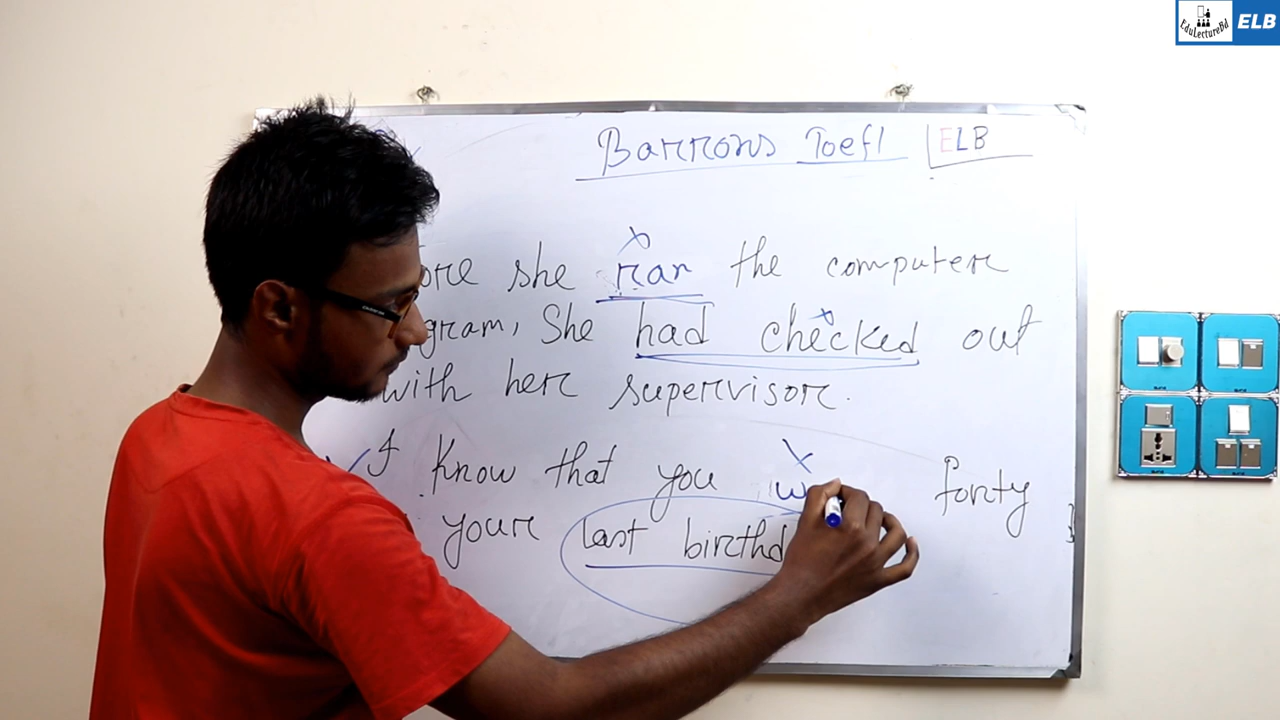 EduLectureBd ELB
Barrons Toefl ELB
ore she ran the computer
gram, She had checked out
with her supervisor.
I know that you w forty
your last birthd